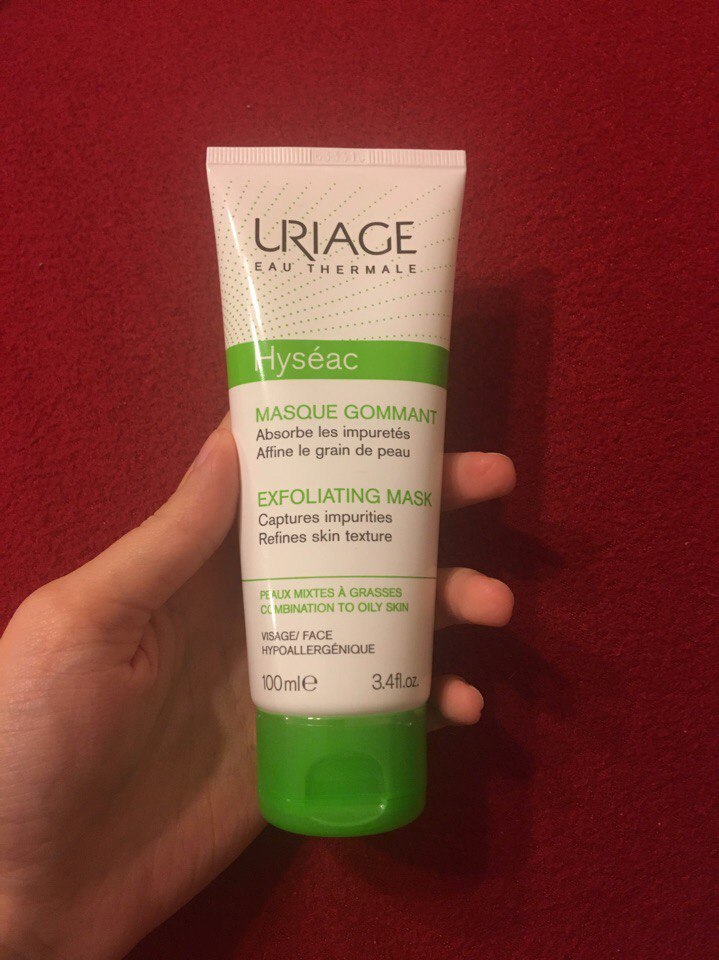 URIAGE
EAU THERMALE
Hyséac
MASQUE GOMMANT
Absorbe les impuretés
Affine le grain de peau
EXFOLIATING MASK
Captures impurities
Refines skin texture
PEAUX MIXTES À GRASSES
COMBINATION TO OILY SKIN
VISAGE/ FACE
HYPOALLERGÉNIQUE
100ml℮ 3.4fl.oz.